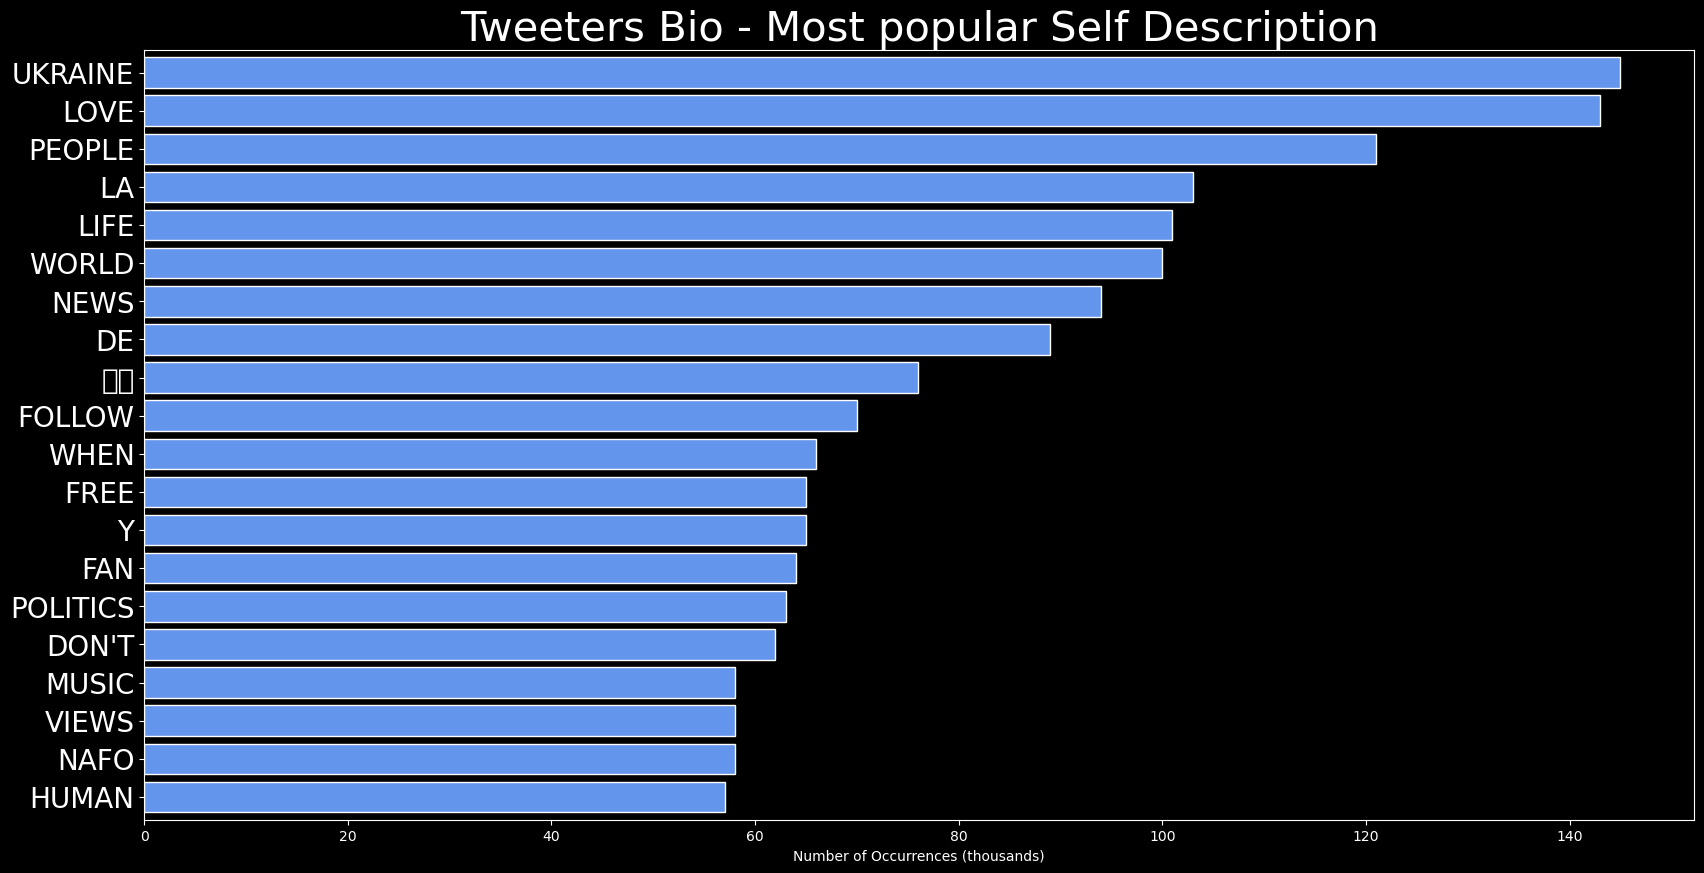 Tweeters Bio - Most popular Self Description
UKRAINE
LOVE
PEOPLE
LA
LIFE
WORLD
NEWS
DE
FOLLOW
WHEN
FREE
Y
FAN
POLITICS
DON'T
MUSIC
VIEWS
NAFO
HUMAN
0 20 40 60 80 100 120 140
Number of Occurrences (thousands)